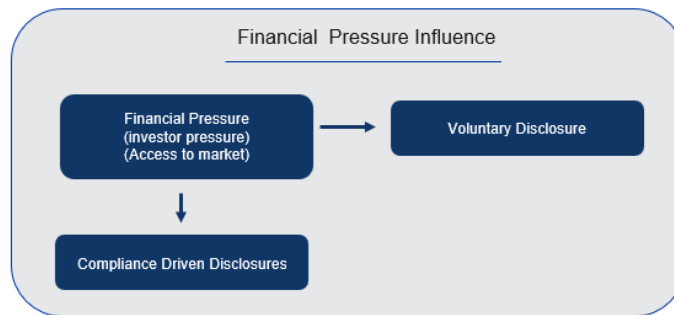 Financial Pressure Influence
Financial Pressure
(investor pressure)
(Access to market)
Voluntary Disclosure
Compliance Driven Disclosures